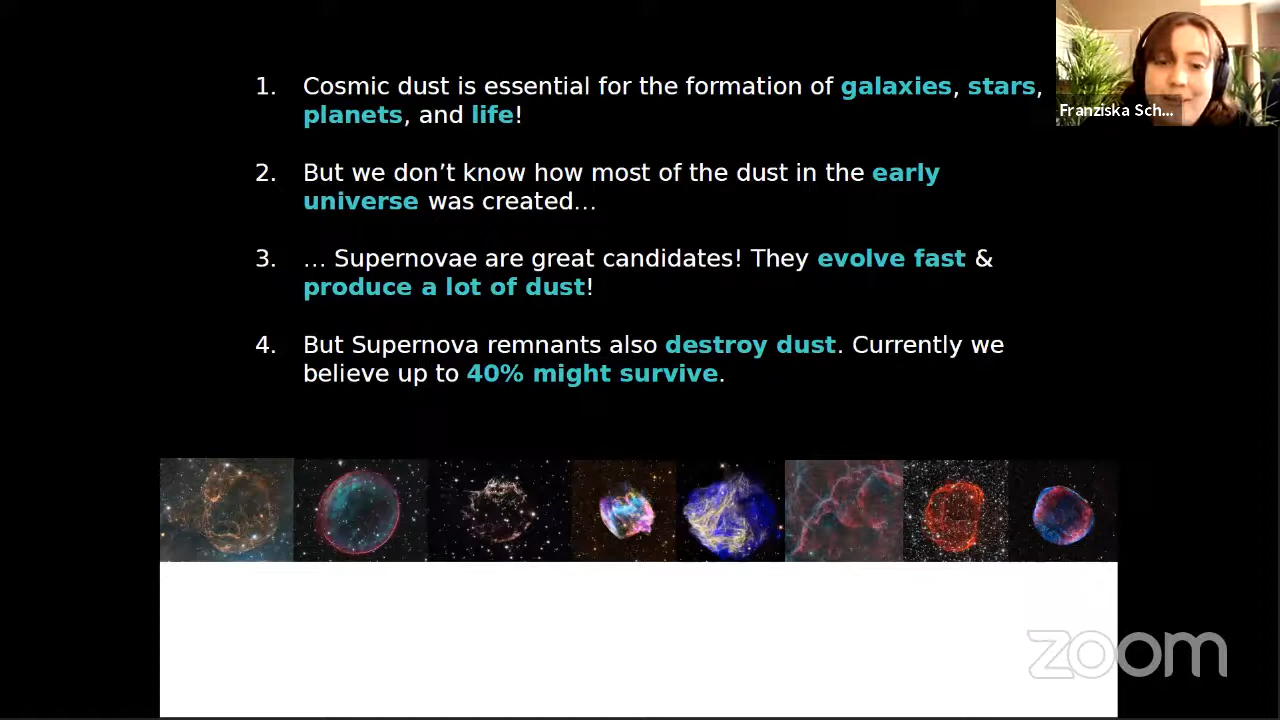 1. Cosmic dust is essential for the formation of galaxies, stars,
planets, and life!
2. But we don’t know how most of the dust in the early
universe was created…
3. … Supernovae are great candidates! They evolve fast &
produce a lot of dust!
4. But Supernova remnants also destroy dust. Currently we
believe up to 40% might survive.
Franziska Sch...
zoom